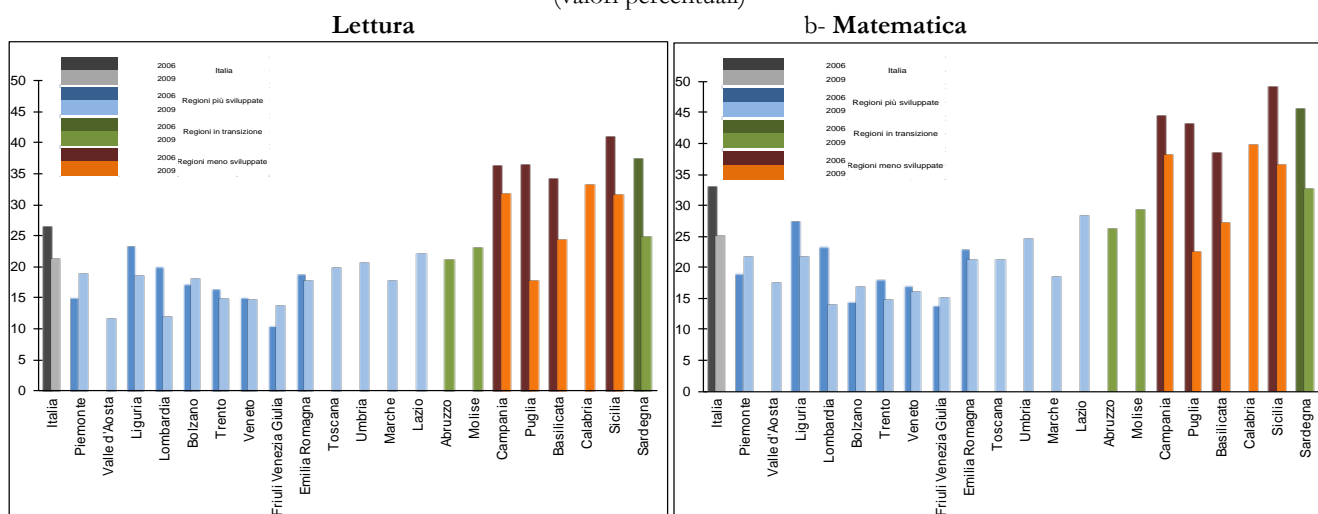 (valori percentuali)
Lettura
2006
Italia
2009
2006
Regioni più sviluppate
2009
2006
Regioni in transizione
2009
2006
Regioni meno sviluppate
2009
50
45
40
35
30
25
20
15
10
5
0
Italia
Piemonte
Valle d'Aosta
Liguria
Lombardia
Bolzano
Trento
Veneto
Friuli Venezia Giulia
Emilia Romagna
Toscana
Umbria
Marche
Lazio
Abruzzo
Molise
Campania
Puglia
Basilicata
Calabria
Sicilia
Sardegna
b- Matematica
2006
Italia
2009
2006
Regioni più sviluppate
2009
2006
Regioni in transizione
2009
2006
Regioni meno sviluppate
2009
50
45
40
35
30
25
20
15
10
5
0
Italia
Piemonte
Valle d'Aosta
Liguria
Lombardia
Bolzano
Trento
Veneto
Friuli Venezia Giulia
Emilia Romagna
Toscana
Umbria
Marche
Lazio
Abruzzo
Molise
Campania
Puglia
Basilicata
Calabria
Sicilia
Sardegna